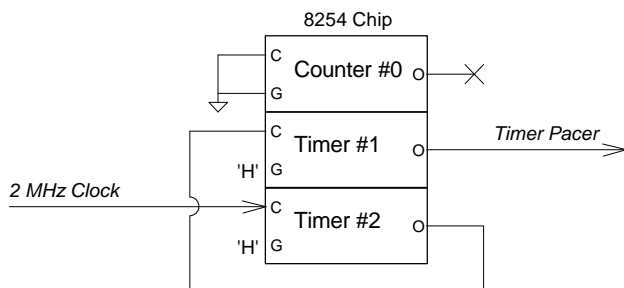 8254 Chip
C
Counter #0
O
G
C
Timer #1
O
Timer Pacer
'H'
G
2 MHz Clock
C
Timer #2
O
'H'
G